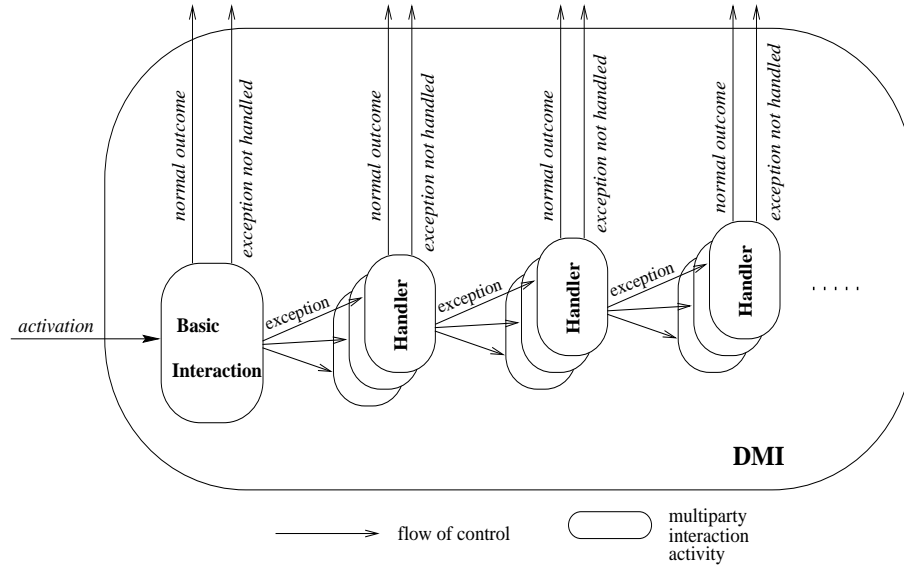 normal outcome
exception not handled
normal outcome
exception not handled
normal outcome
exception not handled
normal outcome
exception not handled
activation
Basic
Interaction
exception
Handler
exception
Handler
exception
Handler
. . . . .
DMI
flow of control
multiparty
interaction
activity